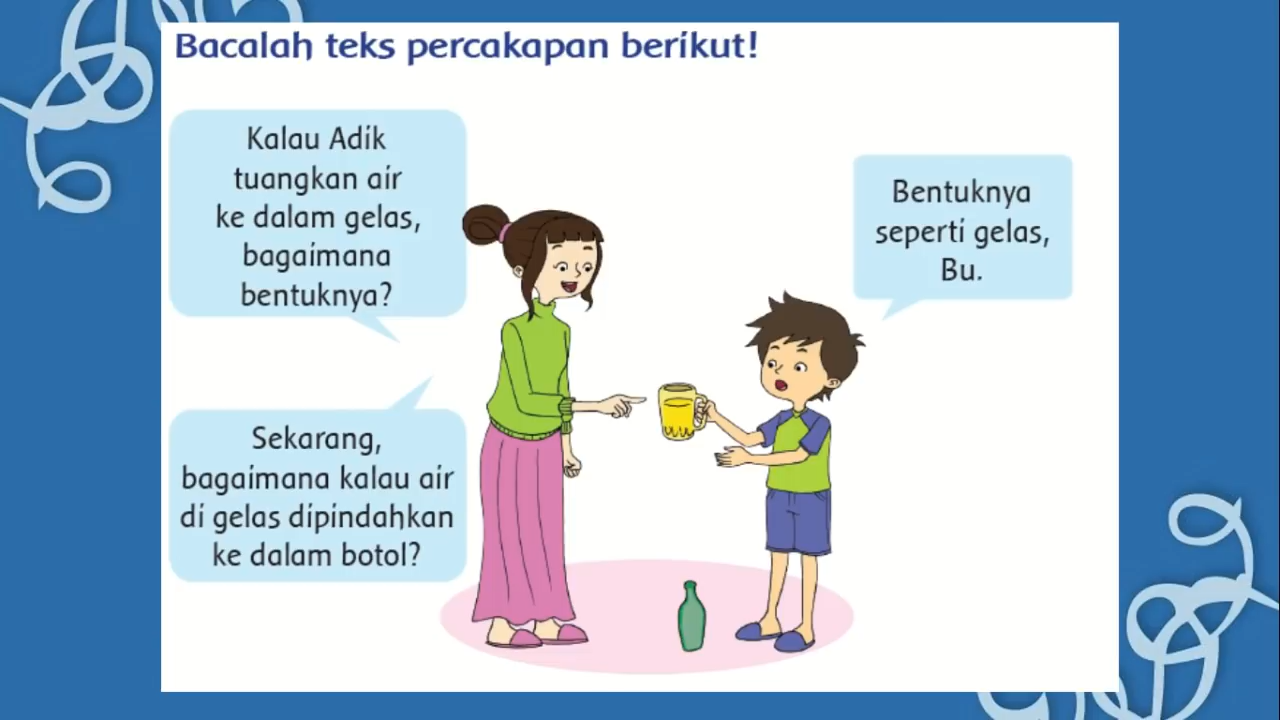 Bacalah teks percakapan berikut!
Kalau Adik
tuangkan air
ke dalam gelas,
bagaimana
bentuknya?
Bentuknya
seperti gelas,
Bu.
Sekarang,
bagaimana kalau air
di gelas dipindahkan
ke dalam botol?